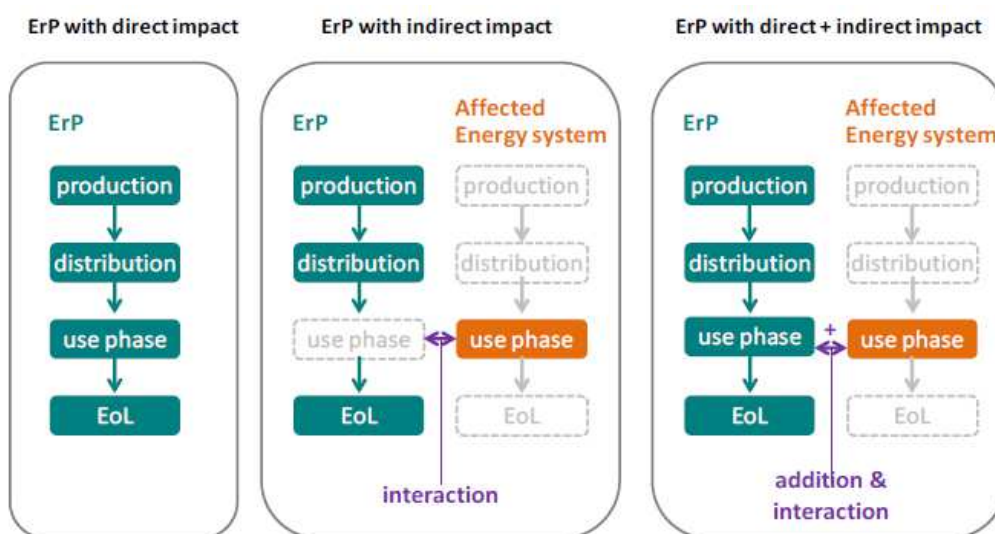 ErP with direct impact
ErP
production
distribution
use phase
EoL
ErP with indirect impact
ErP
Affected
Energy system
production
production
distribution
distribution
use phase
use phase
EoL
EoL
interaction
ErP with direct + indirect impact
ErP
Affected
Energy system
production
production
distribution
distribution
use phase
+
use phase
EoL
EoL
addition &
interaction